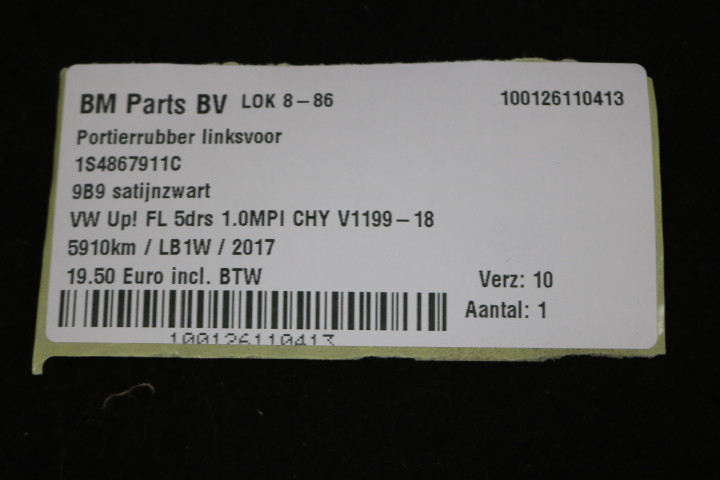 BM Parts BV LOK 8-86 100126110413
Portierrubber linksvoor
1S4867911C
9B9 satijnzwart
VW Up! FL 5drs 1.0MPI CHY V1199-18
5910km / LB1W / 2017
19.50 Euro incl. BTW Verz: 10
Aantal: 1
100126110413